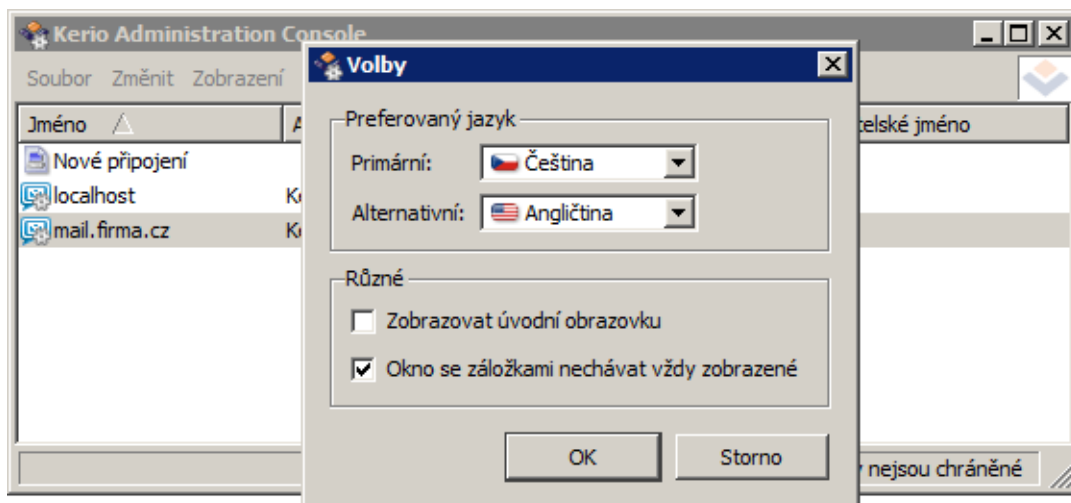 Kerio Administration Console
Volby
Soubor Změnit Zobrazení
Jméno
Preferovaný jazyk
Nové připojení
Primární: Čeština
localhost
Alternativní: Angličtina
mail.firma.cz
Různé
Zobrazovat úvodní obrazovku
Okno se záložkami nechávat vždy zobrazené
OK Storno
nejsou chráněné
jméno